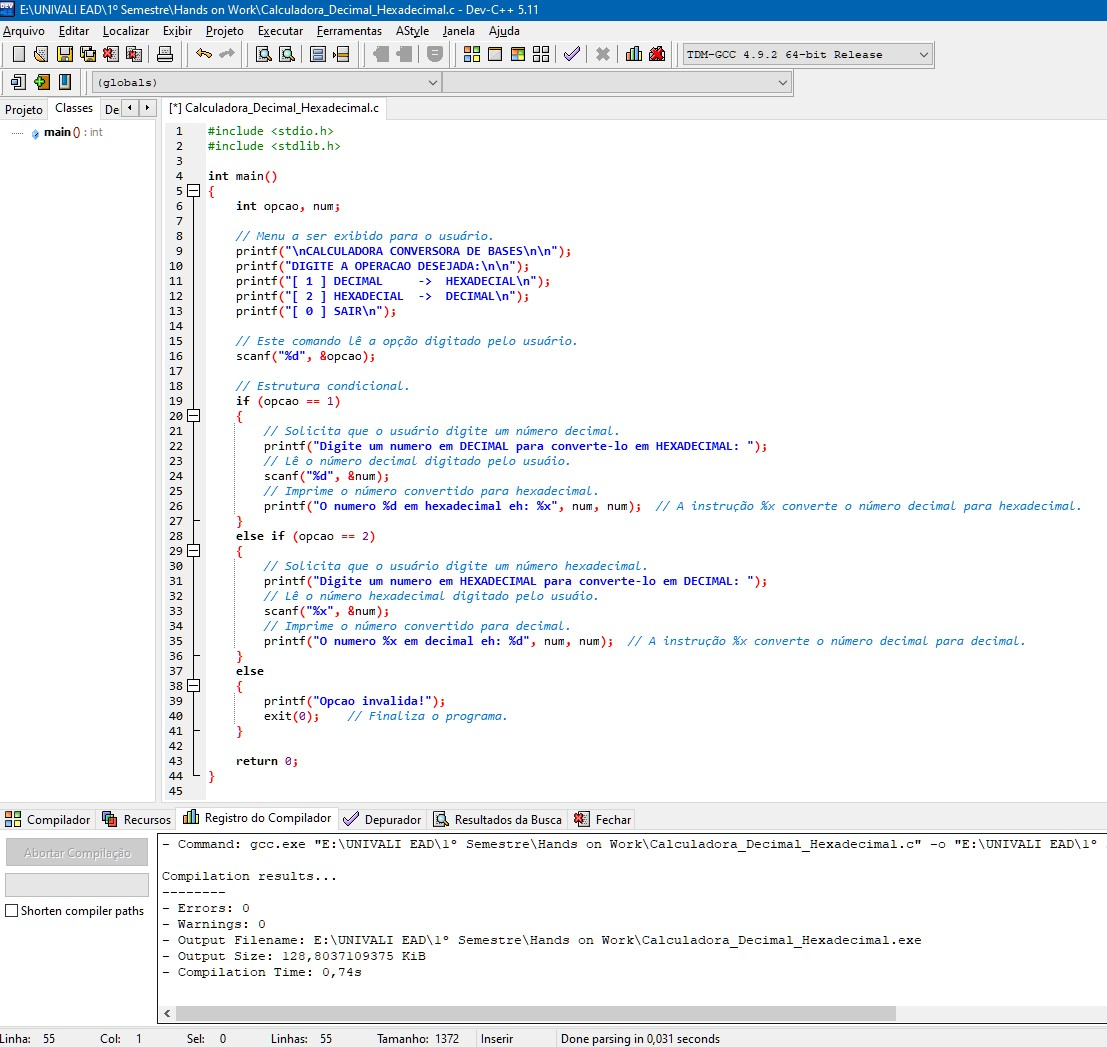 E:\UNIVALI EAD\1º Semestre\Hands on Work\Calculadora_Decimal_Hexadecimal.c - Dev-C++ 5.11
Arquivo Editar Localizar Exibir Projeto Executar Ferramentas AStyle Janela Ajuda
TDM-GCC 4.9.2 64-bit Release
(globals)
Projeto Classes De [*] Calculadora_Decimal_Hexadecimal.c
main () : int
1 #include <stdio.h>
2 #include <stdlib.h>
3
4 int main()
5 {
6 int opcao, num;
7
8 // Menu a ser exibido para o usuário.
9 printf("\nCALCULADORA CONVERSORA DE BASES\n\n");
10 printf("DIGITE A OPERACAO DESEJADA:\n\n");
11 printf("[ 1 ] DECIMAL     ->  HEXADECIAL\n");
12 printf("[ 2 ] HEXADECIAL  ->  DECIMAL\n");
13 printf("[ 0 ] SAIR\n");
14
15 // Este comando lê a opção digitado pelo usuário.
16 scanf("%d", &opcao);
17
18 // Estrutura condicional.
19 if (opcao == 1)
20 {
21 // Solicita que o usuário digite um número decimal.
22 printf("Digite um numero em DECIMAL para converte-lo em HEXADECIMAL: ");
23 // Lê o número decimal digitado pelo usuáio.
24 scanf("%d", &num);
25 // Imprime o número convertido para hexadecimal.
26 printf("O numero %d em hexadecimal eh: %x", num, num);  // A instrução %x converte o número decimal para hexadecimal.
27 }
28 else if (opcao == 2)
29 {
30 // Solicita que o usuário digite um número hexadecimal.
31 printf("Digite um numero em HEXADECIMAL para converte-lo em DECIMAL: ");
32 // Lê o número hexadecimal digitado pelo usuáio.
33 scanf("%x", &num);
34 // Imprime o número convertido para decimal.
35 printf("O numero %x em decimal eh: %d", num, num);  // A instrução %x converte o número decimal para decimal.
36 }
37 else
38 {
39 printf("Opcao invalida!");
40 exit(0);    // Finaliza o programa.
41 }
42
43 return 0;
44 }
45
Compilador Recursos Registro do Compilador Depurador Resultados da Busca Fechar
Abortar Compilação
Shorten compiler paths
- Command: gcc.exe "E:\UNIVALI EAD\1º Semestre\Hands on Work\Calculadora_Decimal_Hexadecimal.c" -o "E:\UNIVALI EAD\1º
Compilation results...
--------
- Errors: 0
- Warnings: 0
- Output Filename: E:\UNIVALI EAD\1º Semestre\Hands on Work\Calculadora_Decimal_Hexadecimal.exe
- Output Size: 128,8037109375 KiB
- Compilation Time: 0,74s
Linha: 55 Col: 1 Sel: 0 Linhas: 55 Tamanho: 1372 Inserir Done parsing in 0,031 seconds